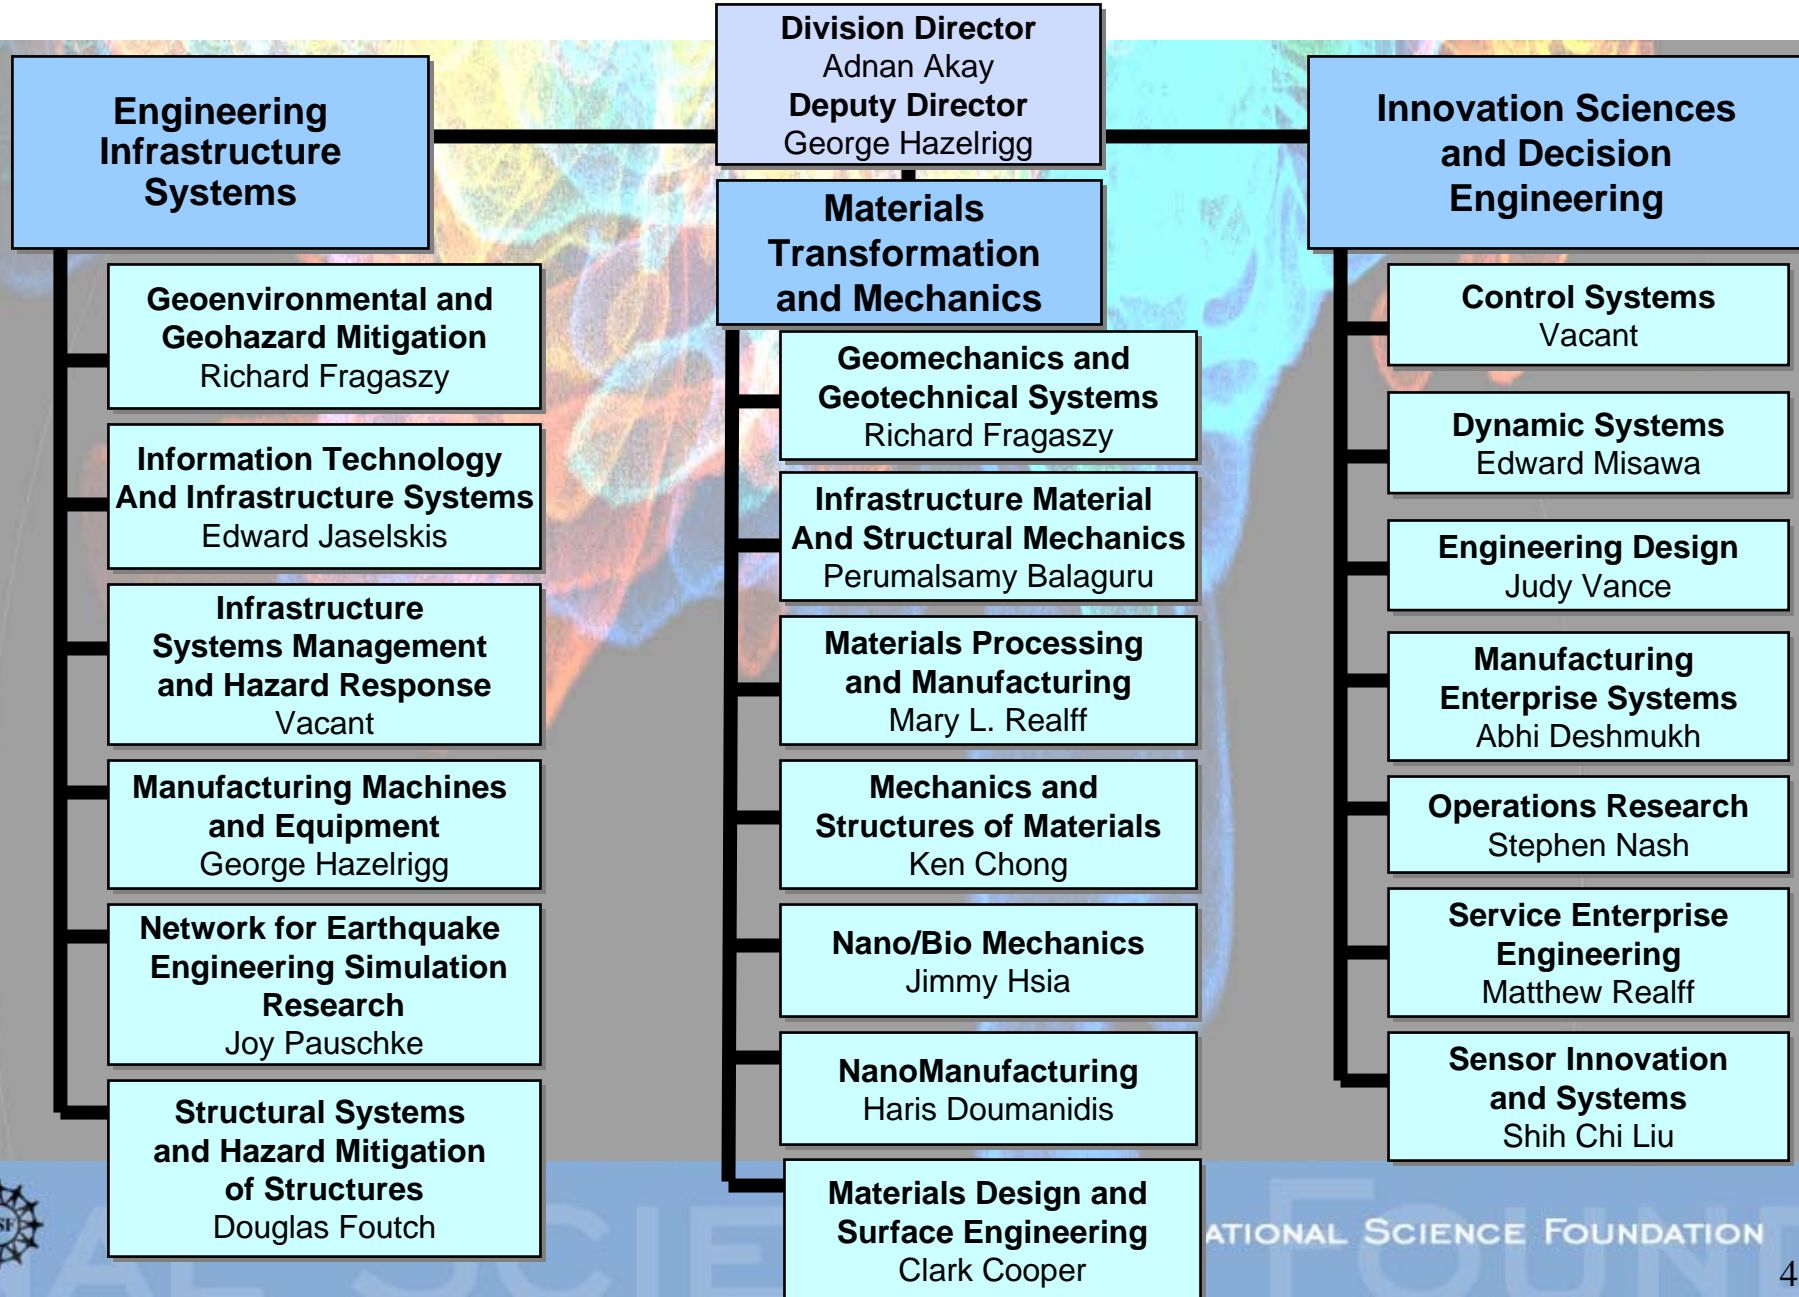 Division Director
Adnan Akay
Deputy Director
George Hazelrigg
Engineering
Infrastructure
Systems
Geoenvironmental and
Geohazard Mitigation
Richard Fragaszy
Information Technology
And Infrastructure Systems
Edward Jaselskis
Infrastructure
Systems Management
and Hazard Response
Vacant
Manufacturing Machines
and Equipment
George Hazelrigg
Network for Earthquake
Engineering Simulation
Research
Joy Pauschke
Structural Systems
and Hazard Mitigation
of Structures
Douglas Foutch
Materials
Transformation
and Mechanics
Geomechanics and
Geotechnical Systems
Richard Fragaszy
Infrastructure Material
And Structural Mechanics
Perumalsamy Balaguru
Materials Processing
and Manufacturing
Mary L. Realff
Mechanics and
Structures of Materials
Ken Chong
Nano/Bio Mechanics
Jimmy Hsia
NanoManufacturing
Haris Doumanidis
Materials Design and
Surface Engineering
Clark Cooper
Innovation Sciences
and Decision
Engineering
Control Systems
Vacant
Dynamic Systems
Edward Misawa
Engineering Design
Judy Vance
Manufacturing
Enterprise Systems
Abhi Deshmukh
Operations Research
Stephen Nash
Service Enterprise
Engineering
Matthew Realff
Sensor Innovation
and Systems
Shih Chi Liu
ATIONAL SCIENCE FOUNDATION
4